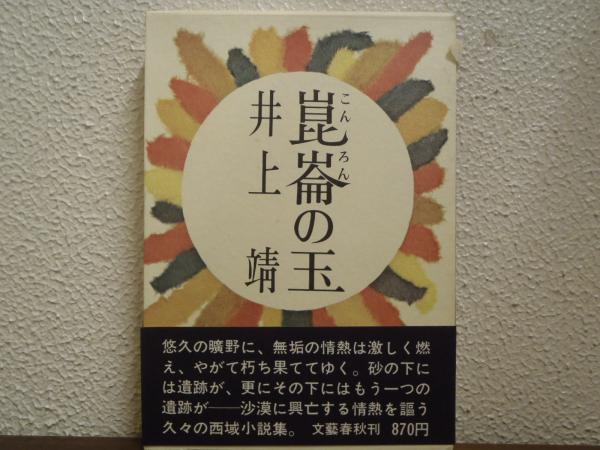 崑崙の玉
こんろん
井上靖
悠久の曠野に、無垢の情熱は激しく燃
え、やがて朽ち果ててゆく。砂の下に
は遺跡が、更にその下にはもう一つの
遺跡が──沙漠に興亡する情熱を謳う
久々の西域小説集。 文藝春秋刊 870円